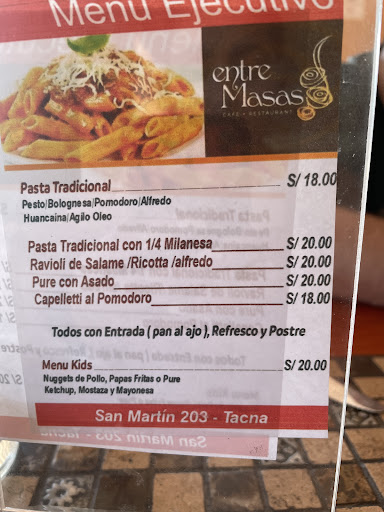 Menu Ejecutivo
entre
Masas
CAFE • RESTAURANT
Pasta Tradicional S/ 18.00
Pesto/Bolognesa/Pomodoro/Alfredo
Huancaina/Agilo Oleo
Pasta Tradicional con 1/4 Milanesa S/ 20.00
Ravioli de Salame /Ricotta /alfredo S/ 20.00
Pure con Asado S/ 20.00
Capelletti al Pomodoro S/ 18.00
Todos con Entrada ( pan al ajo ), Refresco y Postre
Menu Kids S/ 20.00
Nuggets de Pollo, Papas Fritas o Pure
Ketchup, Mostaza y Mayonesa
San Martín 203 - Tacna